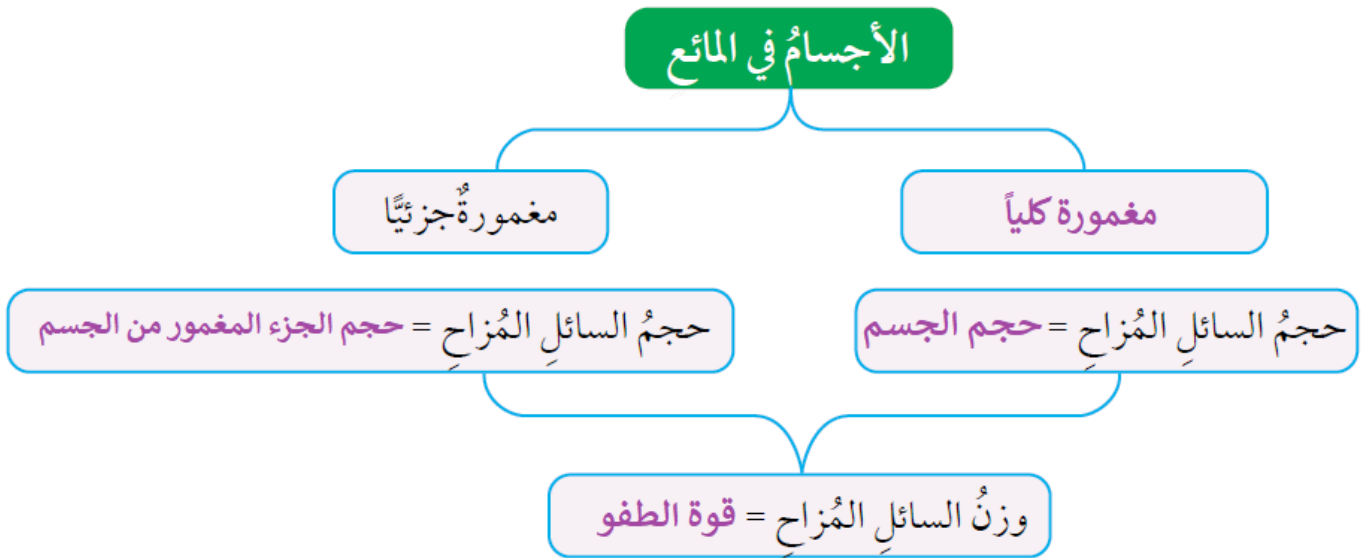 الأجسامُ في المائع
مغمورة كلياً
مغمورةٌ جزئيًّا
حجمُ السائلِ المُزاحِ = حجم الجسم
حجمُ السائلِ المُزاحِ = حجم الجزء المغمور من الجسم
وزنُ السائلِ المُزاحِ = قوة الطفو